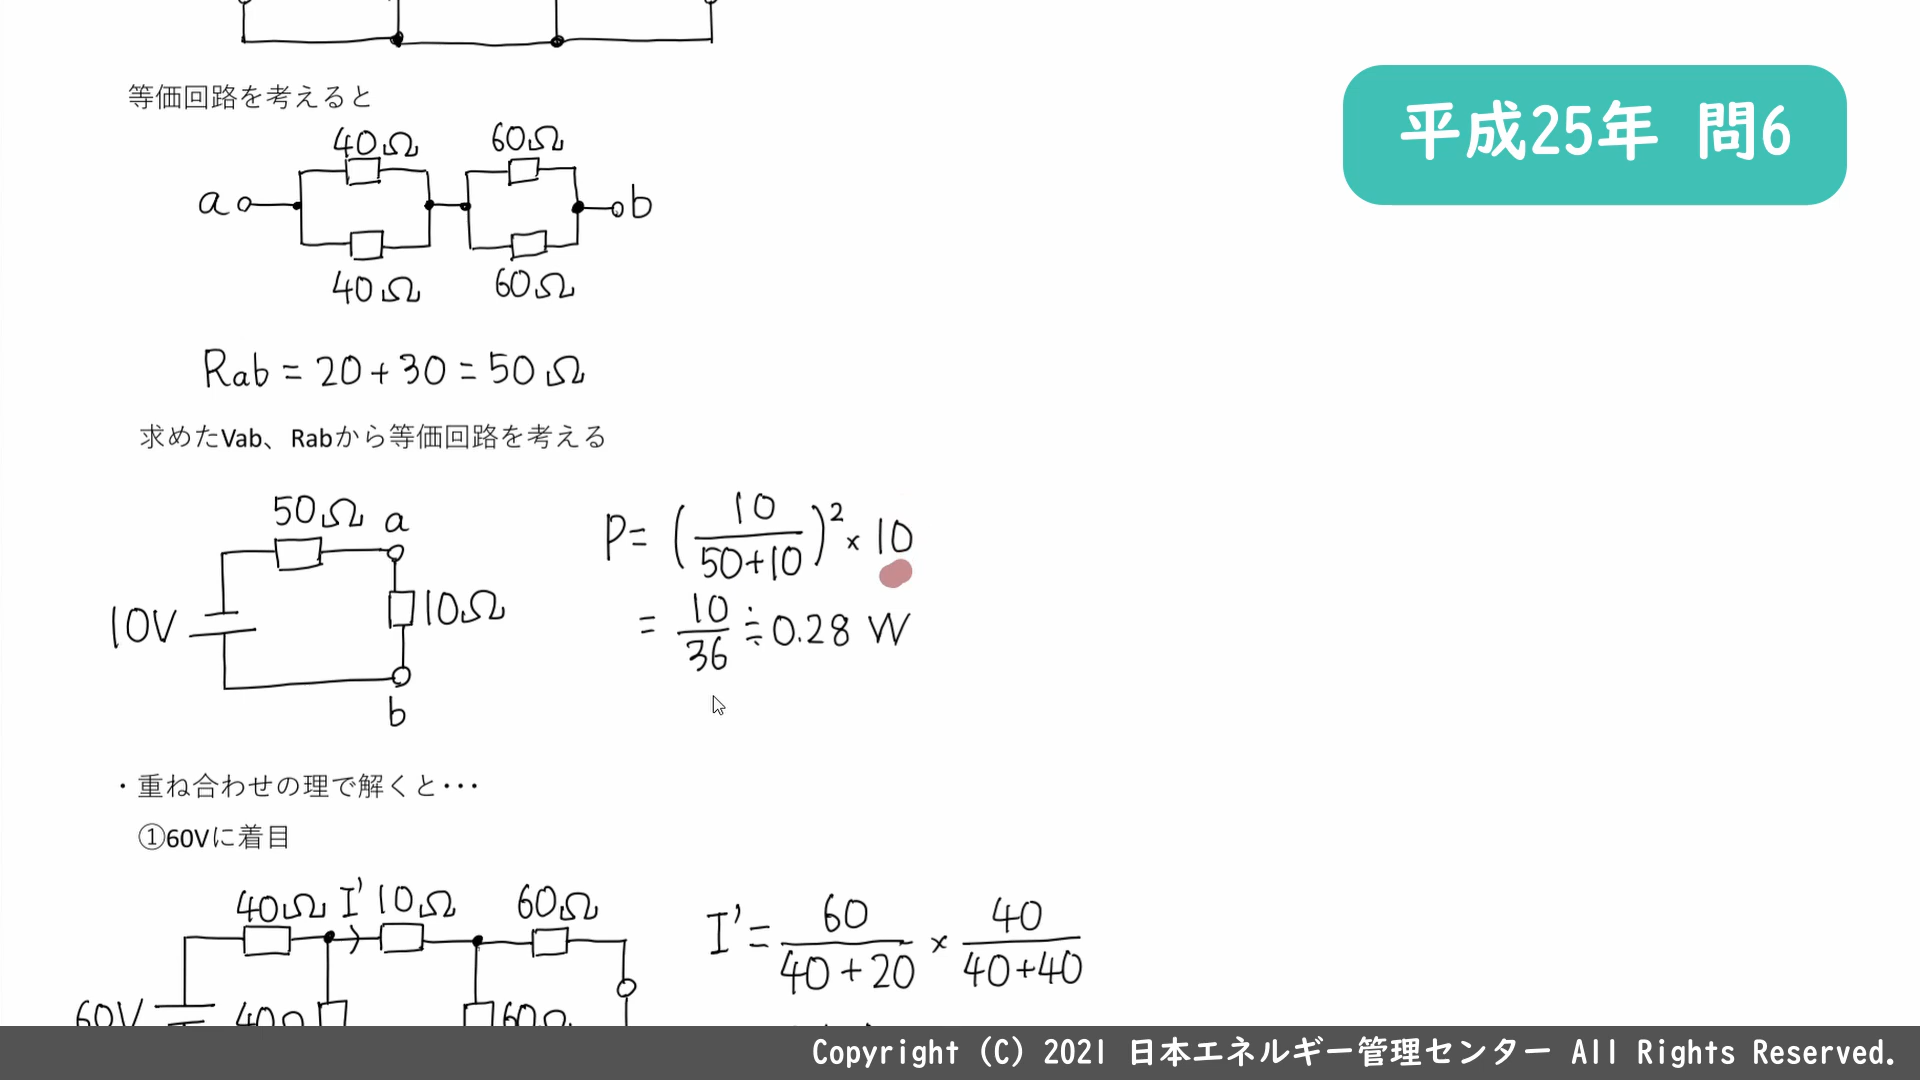 平成25年 問6
等価回路を考えると
40Ω 60Ω
a b
40Ω 60Ω
Rab = 20 + 30 = 50 Ω
求めたVab、Rabから等価回路を考える
50Ω a
10V 10Ω
b
P= (10/(50+10))² × 10
= 10/36 ≒ 0.28 W
・重ね合わせの理で解くと･･･
①60Vに着目
40Ω I' 10Ω 60Ω
60V 40Ω 60Ω
I' = 60/(40+20) × 40/(40+40)
Copyright (C) 2021 日本エネルギー管理センター All Rights Reserved.